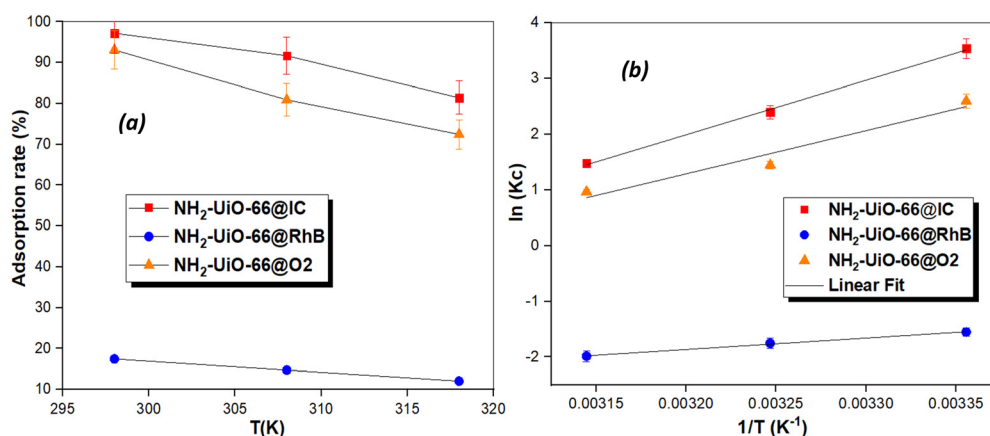 (a)
Adsorption rate (%)
100
90
80
70
60
50
40
30
20
10
NH2-UiO-66@IC
NH2-UiO-66@RhB
NH2-UiO-66@O2
295
300
305
310
315
320
T(K)
(b)
ln (Kc)
4
3
2
1
0
-1
-2
NH2-UiO-66@IC
NH2-UiO-66@RhB
NH2-UiO-66@O2
Linear Fit
0.00315
0.00320
0.00325
0.00330
0.00335
1/T (K⁻¹)